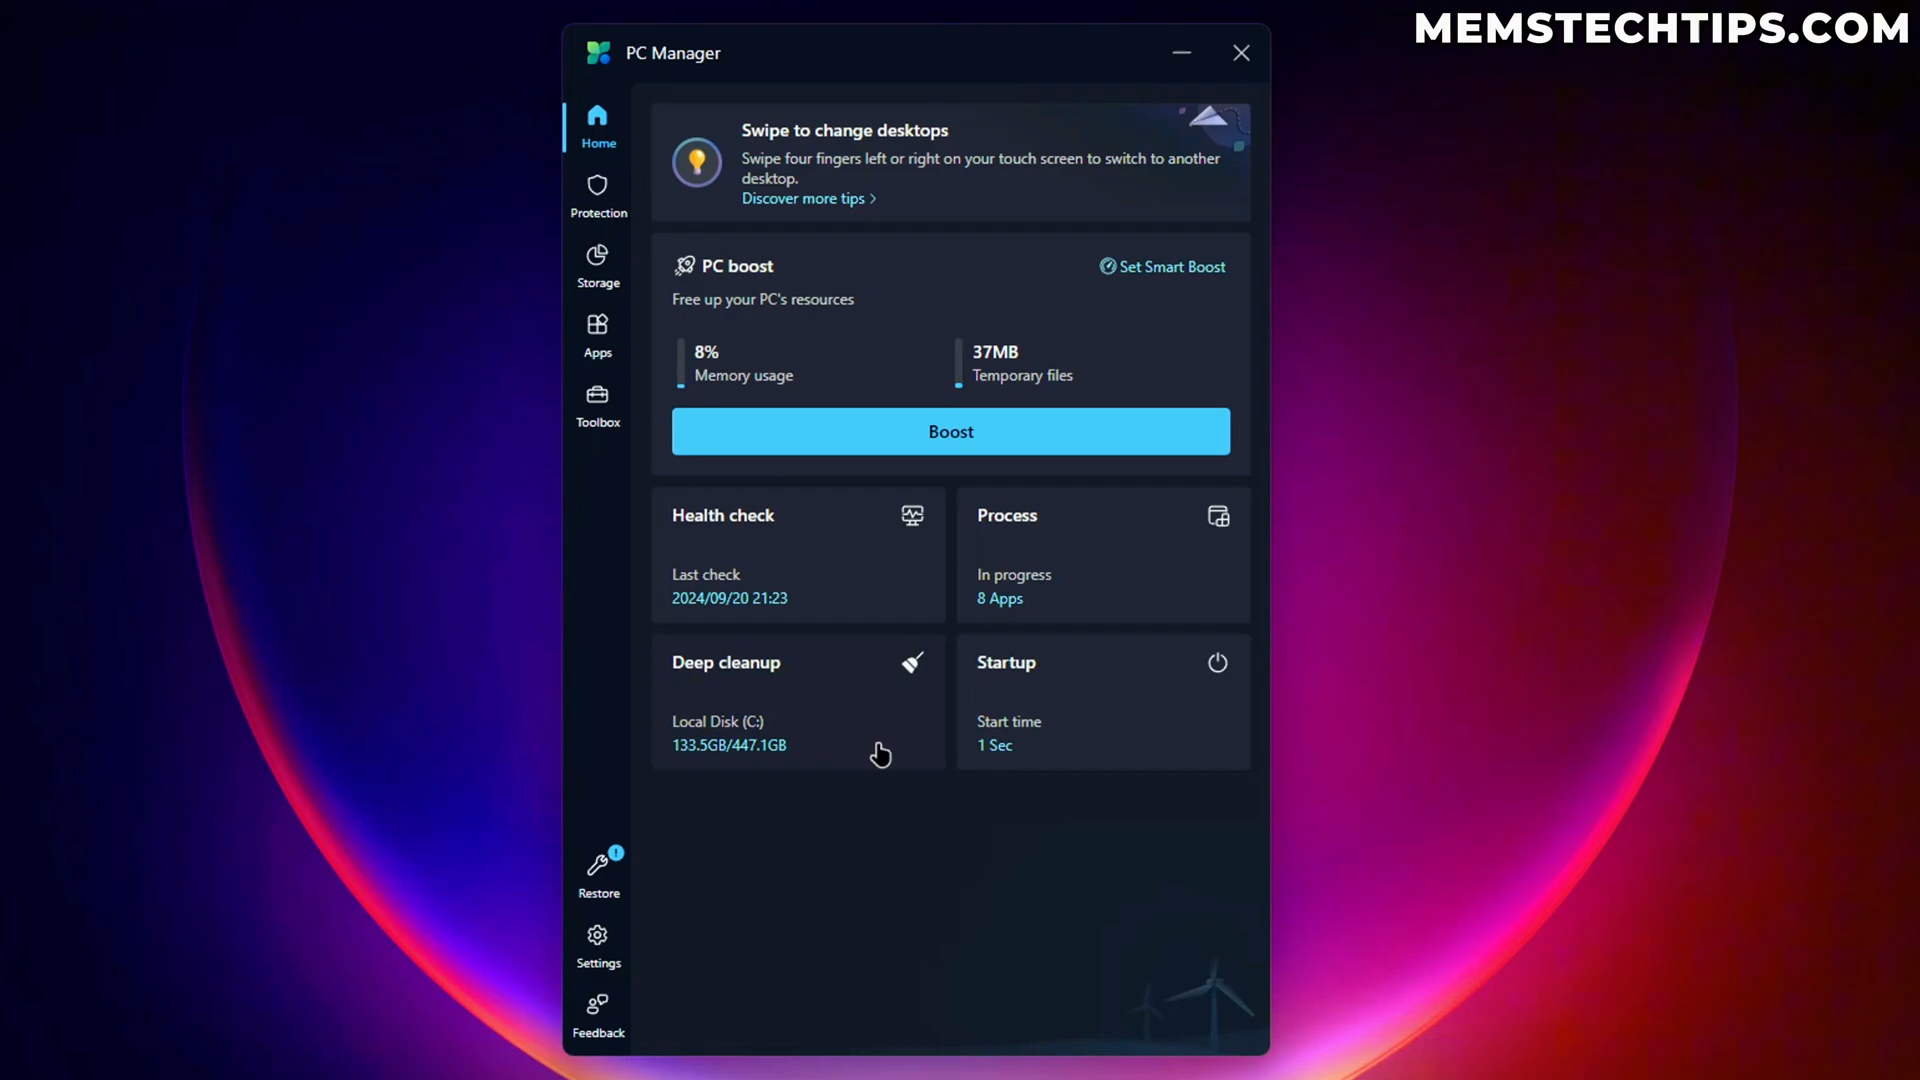 MEMSTECHTIPS.COM
PC Manager
Home
Protection
Storage
Apps
Toolbox
Restore
Settings
Feedback
Swipe to change desktops
Swipe four fingers left or right on your touch screen to switch to another
desktop.
Discover more tips >
PC boost
Set Smart Boost
Free up your PC's resources
8%
Memory usage
37MB
Temporary files
Boost
Health check
Last check
2024/09/20 21:23
Process
In progress
8 Apps
Deep cleanup
Local Disk (C:)
133.5GB/447.1GB
Startup
Start time
1 Sec